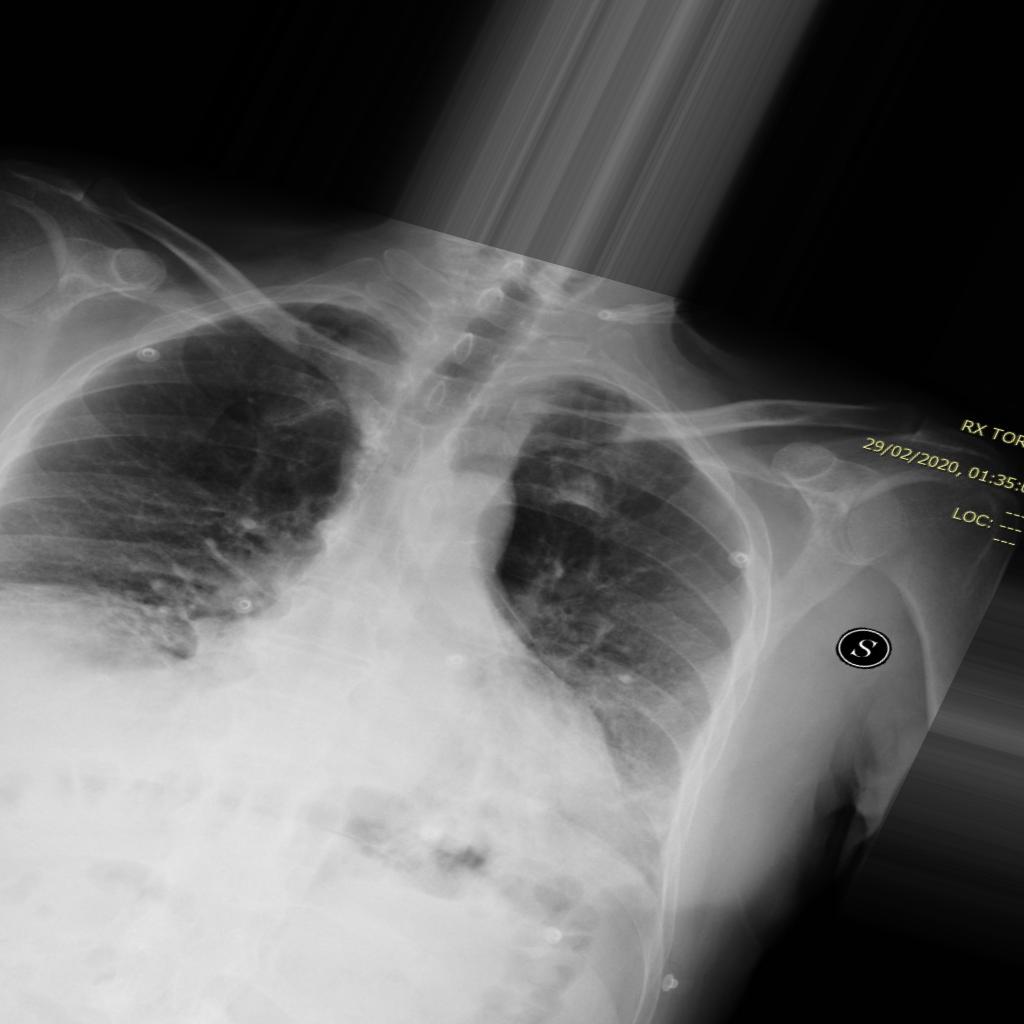 RX TOR
29/02/2020, 01:35:
LOC: ---
---
---
S